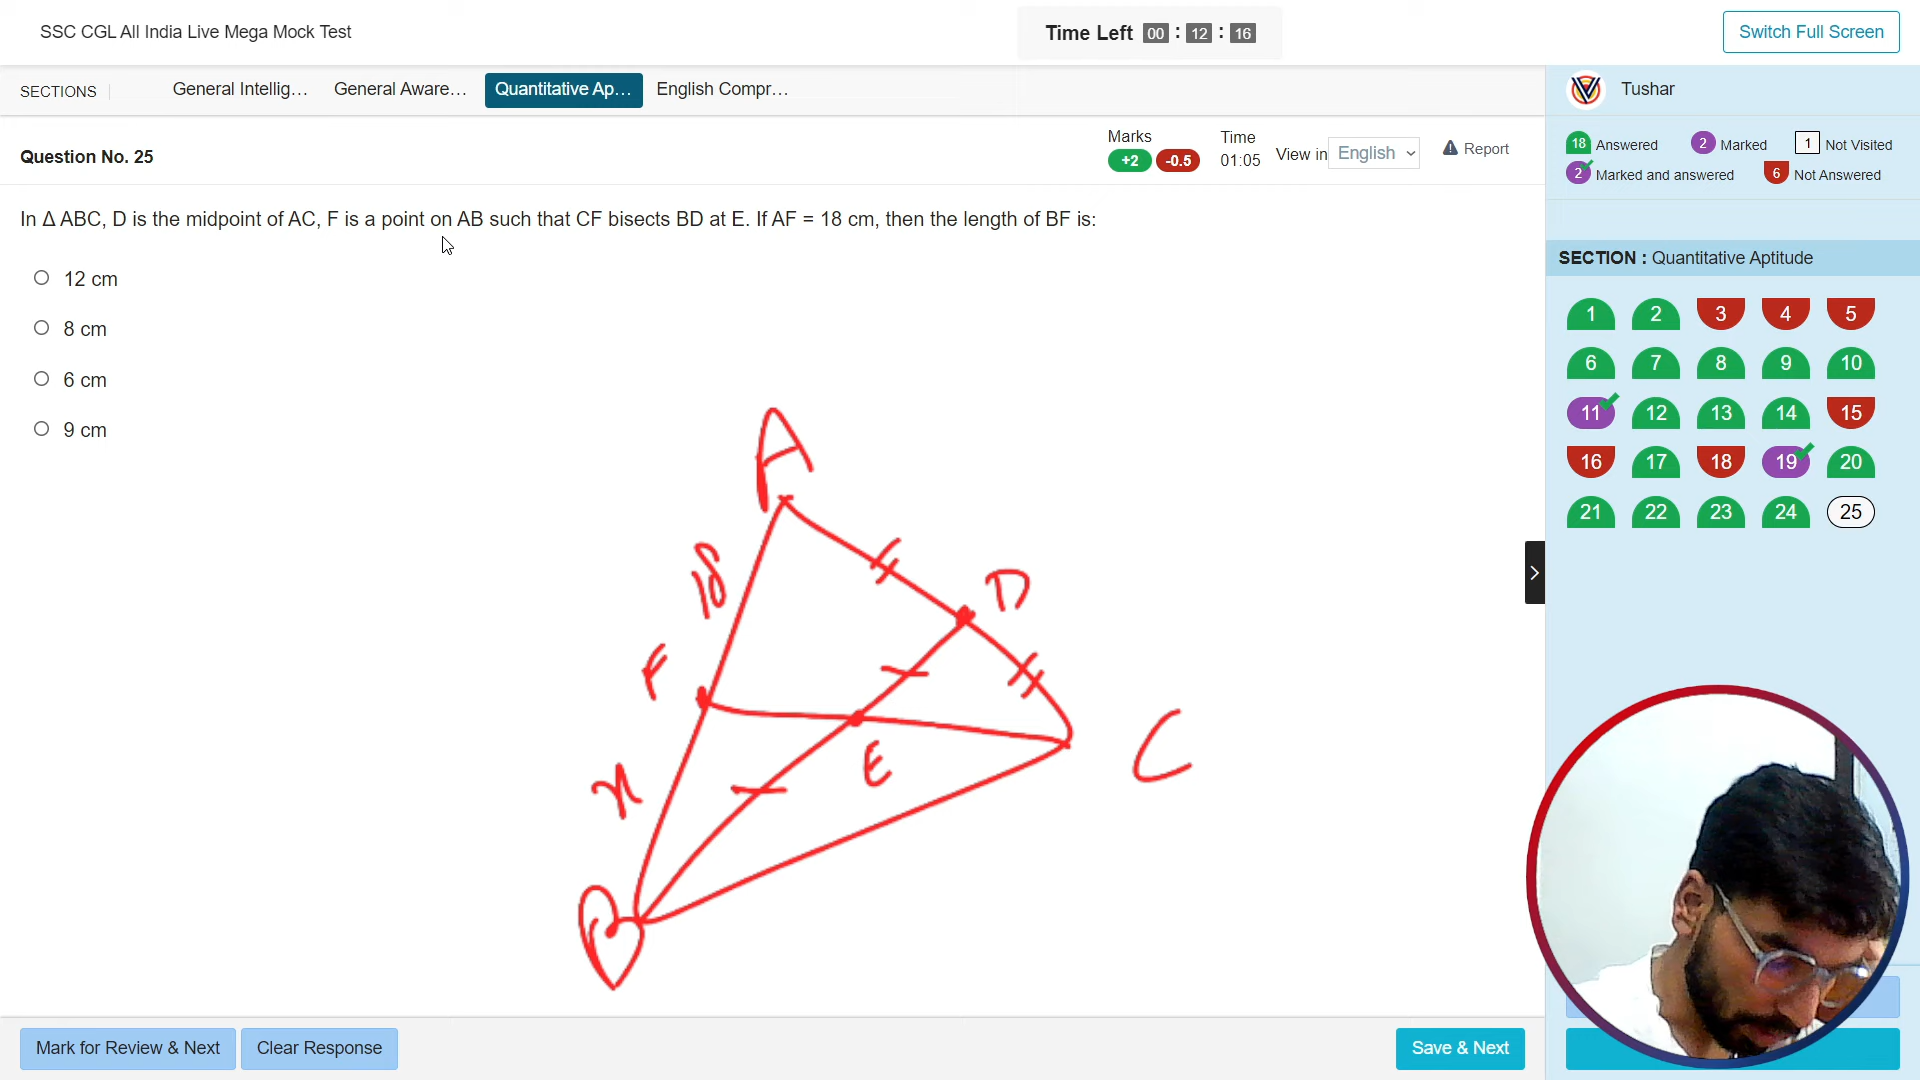 SSC CGL All India Live Mega Mock Test
Time Left 00 : 12 : 16
Switch Full Screen
SECTIONS
General Intellig...
General Aware...
Quantitative Ap...
English Compr...
Tushar
Question No. 25
Marks
+2 -0.5
Time
01:05
View in English
Report
18 Answered
2 Marked
1 Not Visited
2 Marked and answered
6 Not Answered
In Δ ABC, D is the midpoint of AC, F is a point on AB such that CF bisects BD at E. If AF = 18 cm, then the length of BF is:
12 cm
8 cm
6 cm
9 cm
SECTION : Quantitative Aptitude
1 2 3 4 5
6 7 8 9 10
11 12 13 14 15
16 17 18 19 20
21 22 23 24 25
A
18
D
F
E
C
x
B
Mark for Review & Next
Clear Response
Save & Next